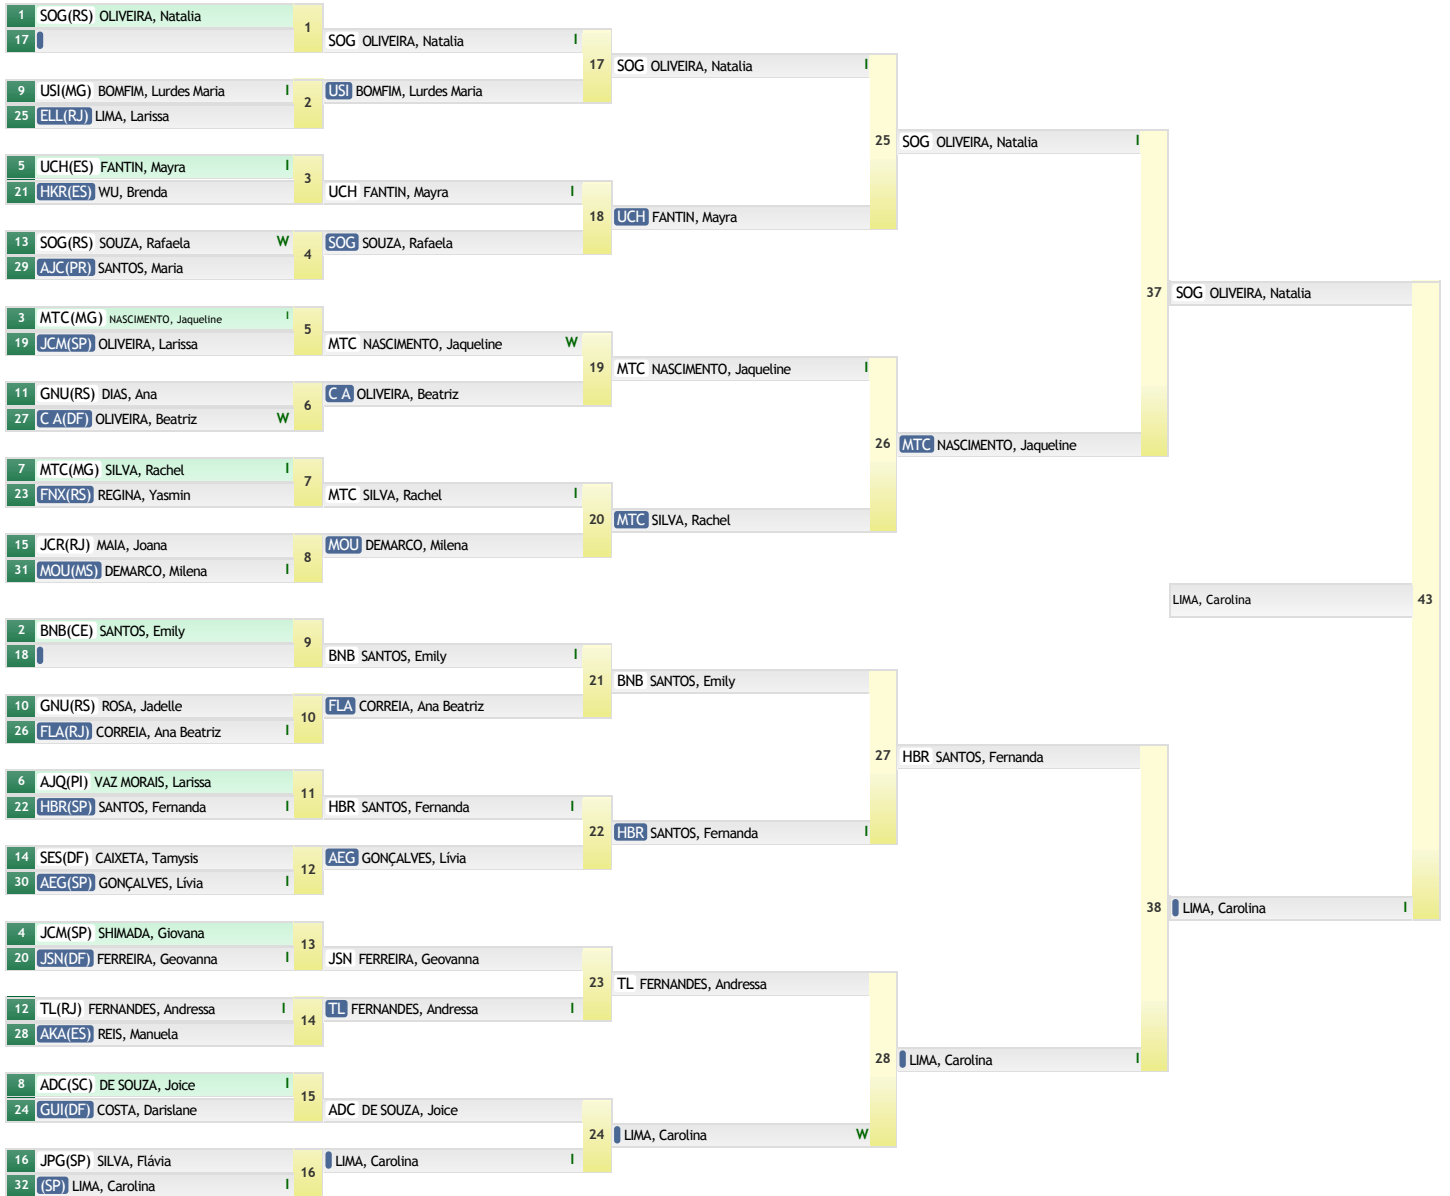 1 SOG(RS) OLIVEIRA, Natalia
17
1
SOG OLIVEIRA, Natalia I
9 USI(MG) BOMFIM, Lurdes Maria I
25 ELL(RJ) LIMA, Larissa
2
USI BOMFIM, Lurdes Maria
17
SOG OLIVEIRA, Natalia I
5 UCH(ES) FANTIN, Mayra I
21 HKR(ES) WU, Brenda
3
UCH FANTIN, Mayra I
13 SOG(RS) SOUZA, Rafaela W
29 AJC(PR) SANTOS, Maria
4
SOG SOUZA, Rafaela
18
UCH FANTIN, Mayra
25
SOG OLIVEIRA, Natalia I
3 MTC(MG) NASCIMENTO, Jaqueline I
19 JCM(SP) OLIVEIRA, Larissa
5
MTC NASCIMENTO, Jaqueline W
11 GNU(RS) DIAS, Ana
27 C A(DF) OLIVEIRA, Beatriz W
6
C A OLIVEIRA, Beatriz
19
MTC NASCIMENTO, Jaqueline I
7 MTC(MG) SILVA, Rachel I
23 FNX(RS) REGINA, Yasmin
7
MTC SILVA, Rachel I
15 JCR(RJ) MAIA, Joana
31 MOU(MS) DEMARCO, Milena I
8
MOU DEMARCO, Milena
20
MTC SILVA, Rachel
26
MTC NASCIMENTO, Jaqueline
37
SOG OLIVEIRA, Natalia
LIMA, Carolina
43
2 BNB(CE) SANTOS, Emily
18
9
BNB SANTOS, Emily I
10 GNU(RS) ROSA, Jadelle
26 FLA(RJ) CORREIA, Ana Beatriz I
10
FLA CORREIA, Ana Beatriz
21
BNB SANTOS, Emily
6 AJQ(PI) VAZ MORAIS, Larissa
22 HBR(SP) SANTOS, Fernanda I
11
HBR SANTOS, Fernanda I
14 SES(DF) CAIXETA, Tamysis
30 AEG(SP) GONÇALVES, Lívia I
12
AEG GONÇALVES, Lívia
22
HBR SANTOS, Fernanda I
27
HBR SANTOS, Fernanda
4 JCM(SP) SHIMADA, Giovana
20 JSN(DF) FERREIRA, Geovanna I
13
JSN FERREIRA, Geovanna
12 TL(RJ) FERNANDES, Andressa I
28 AKA(ES) REIS, Manuela
14
TL FERNANDES, Andressa I
23
TL FERNANDES, Andressa
8 ADC(SC) DE SOUZA, Joice I
24 GUI(DF) COSTA, Darislane
15
ADC DE SOUZA, Joice
16 JPG(SP) SILVA, Flávia
32 (SP) LIMA, Carolina I
16
LIMA, Carolina I
24
LIMA, Carolina W
28
LIMA, Carolina I
38
LIMA, Carolina I